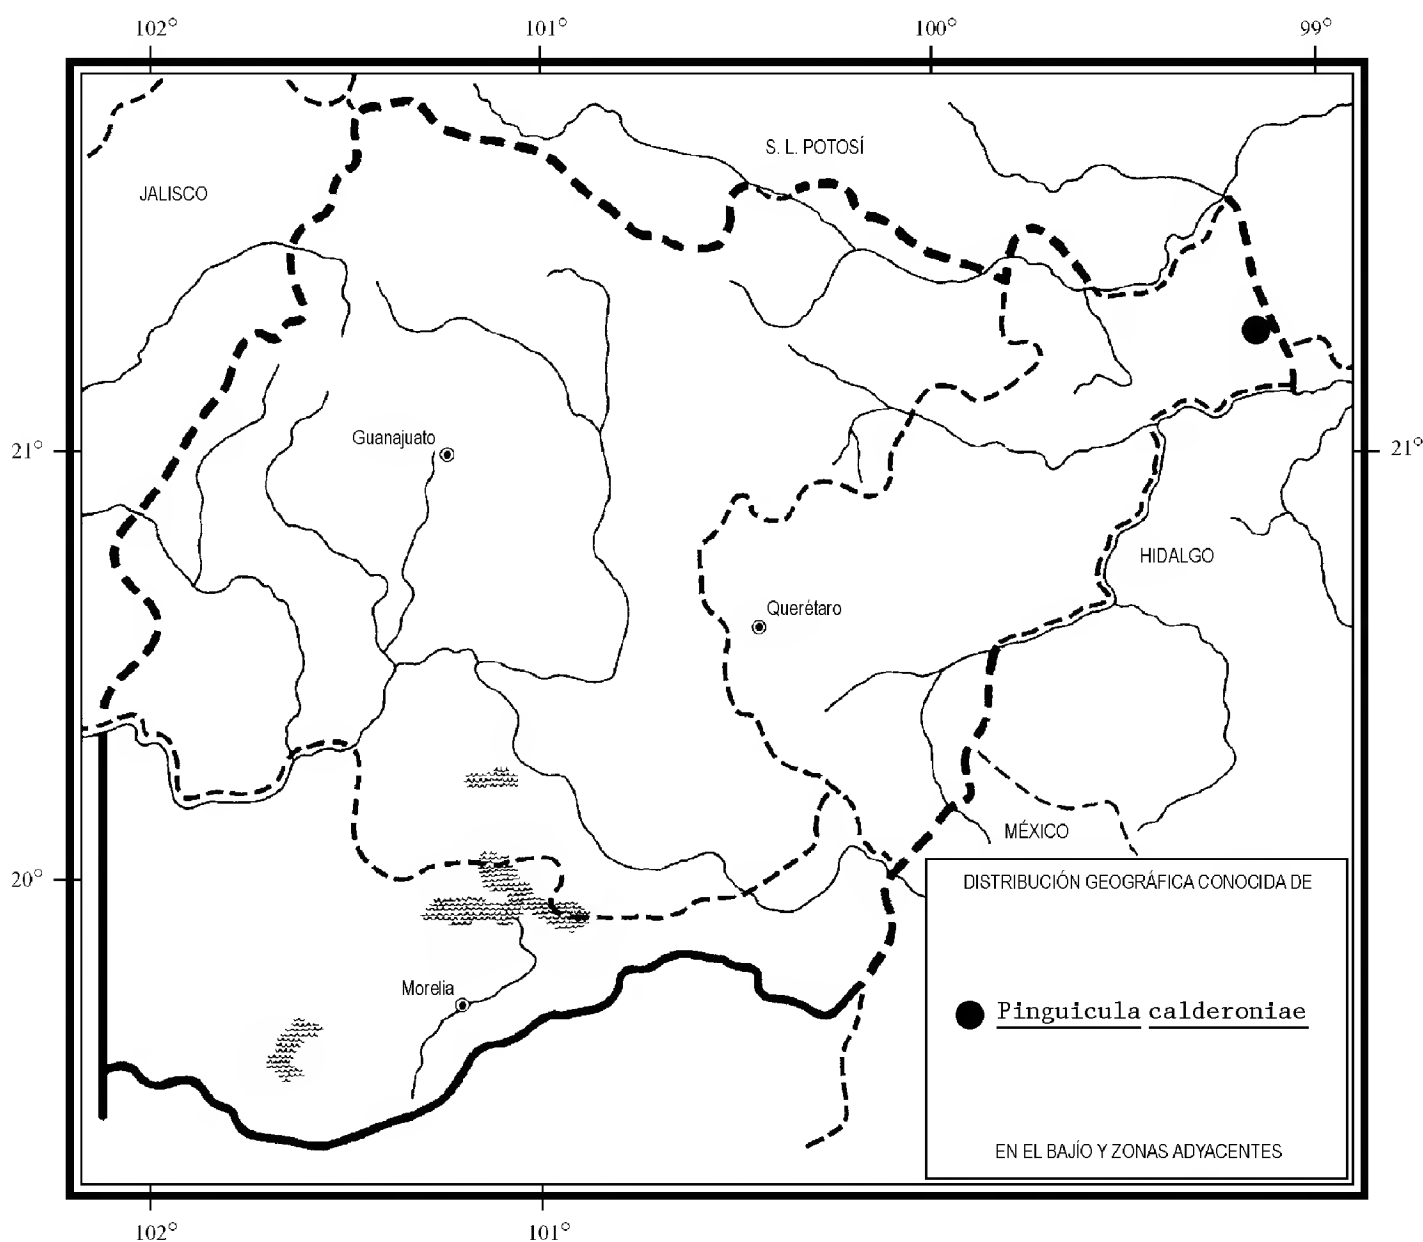 102° 101° 100° 99°
S. L. POTOSÍ
JALISCO
Guanajuato
21° 21°
HIDALGO
Querétaro
MÉXICO
20°
DISTRIBUCIÓN GEOGRÁFICA CONOCIDA DE
Morelia
Pinguicula calderoniae
EN EL BAJÍO Y ZONAS ADYACENTES
102° 101°